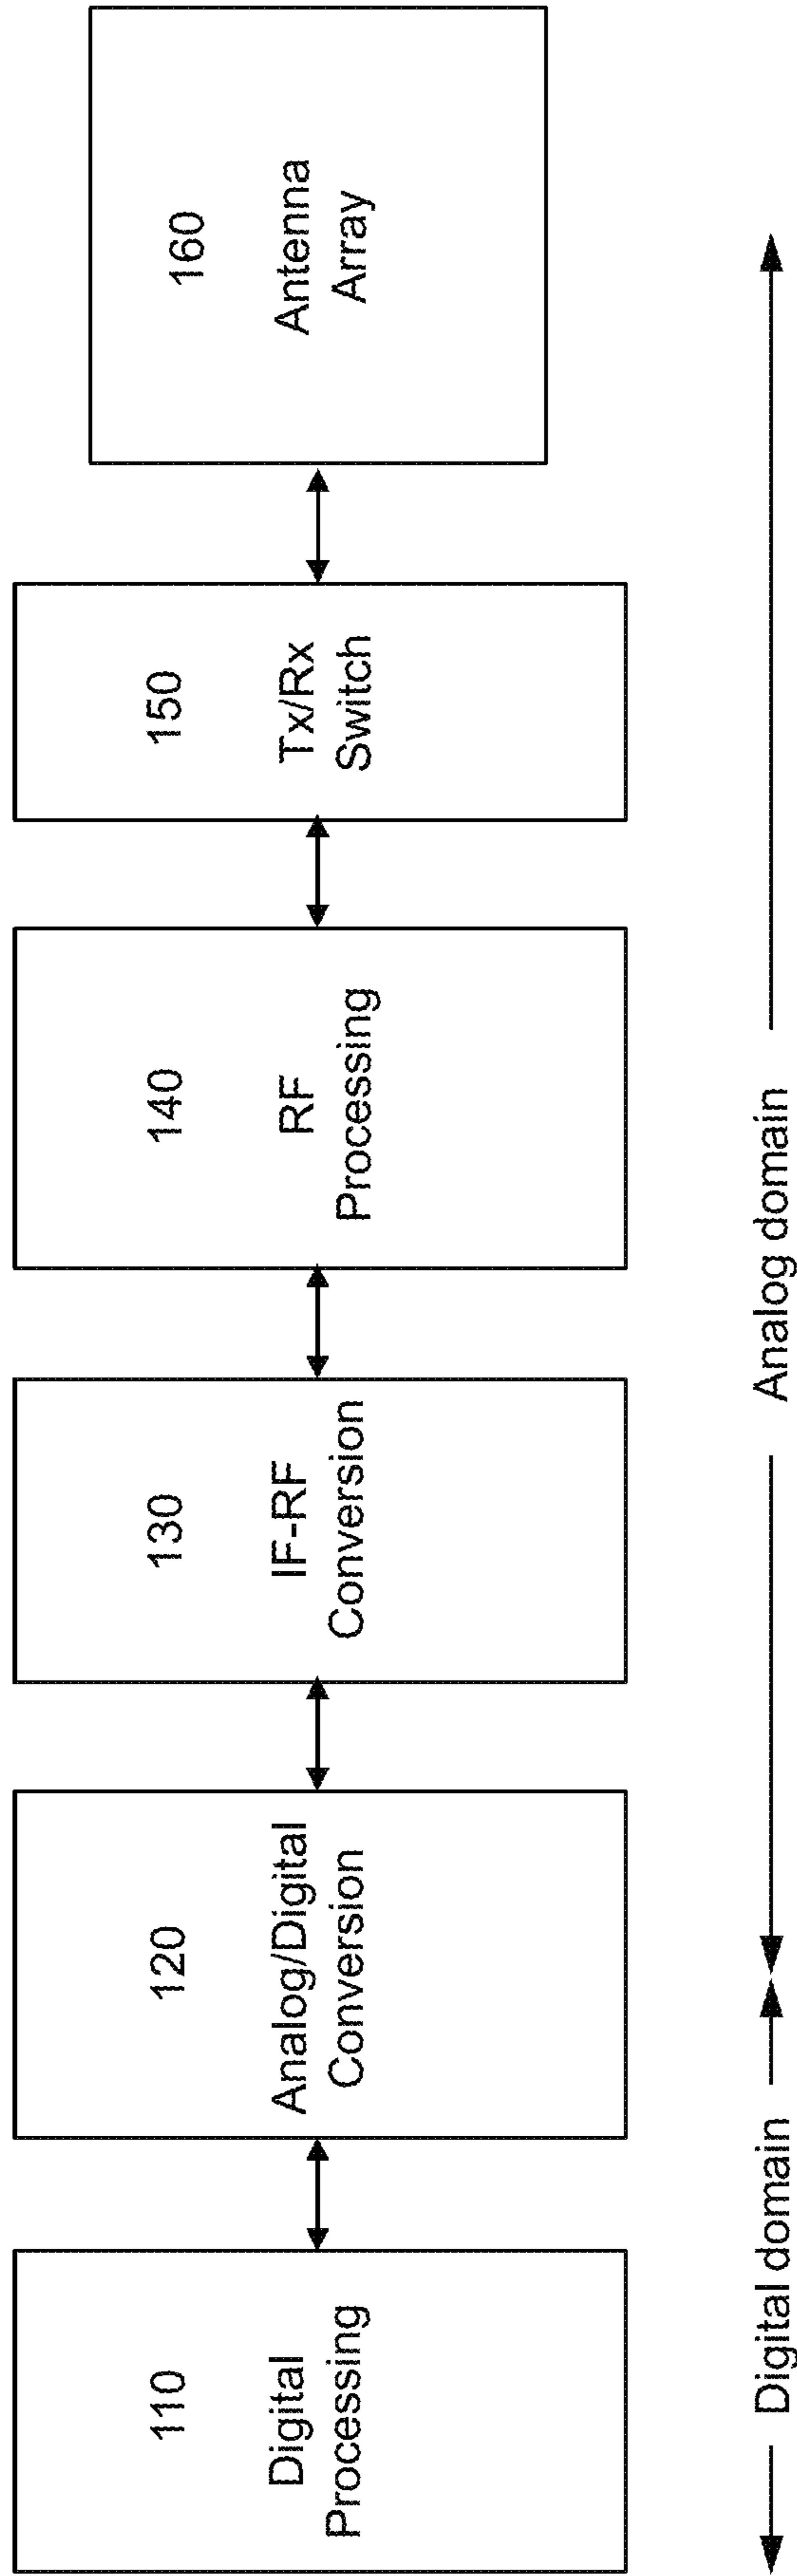 110
Digital
Processing
120
Analog/Digital
Conversion
130
IF-RF
Conversion
140
RF
Processing
150
Tx/Rx
Switch
160
Antenna
Array
Digital domain
Analog domain